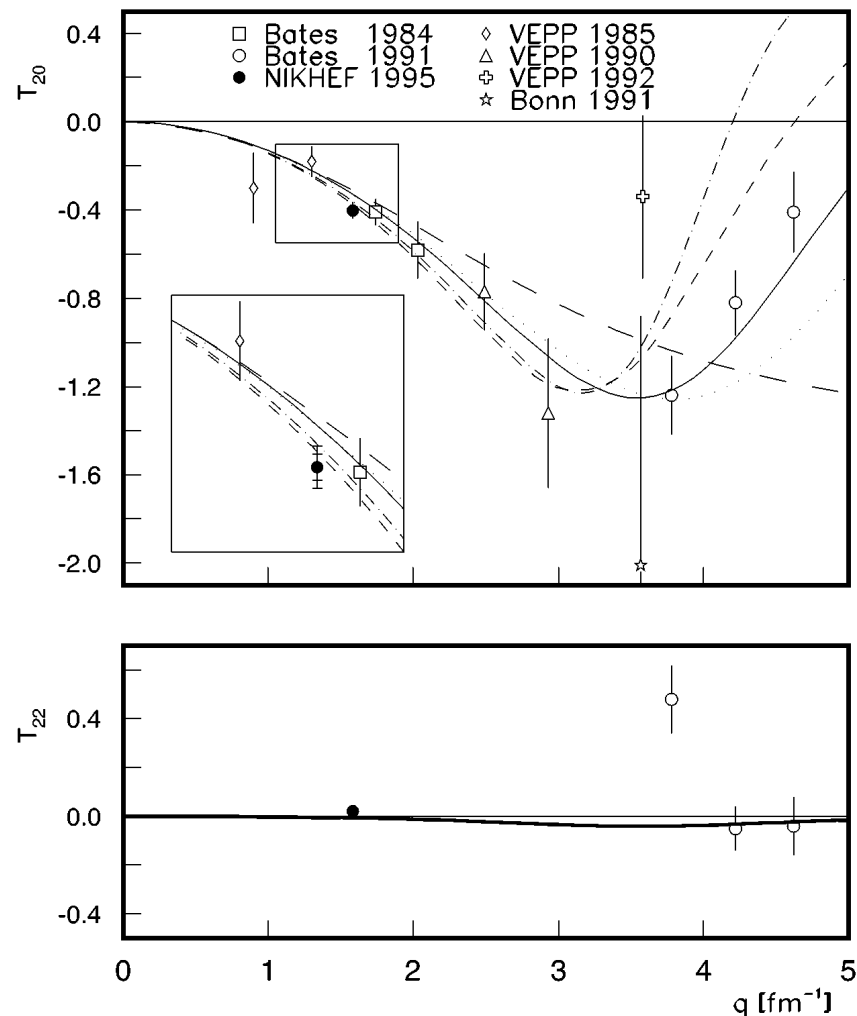 0.4
0.0
-0.4
-0.8
-1.2
-1.6
-2.0
T20
Bates 1984
Bates 1991
NIKHEF 1995
VEPP 1985
VEPP 1990
VEPP 1992
Bonn 1991
0.4
0.0
-0.4
T22
0 1 2 3 4 5
q [fm⁻¹]